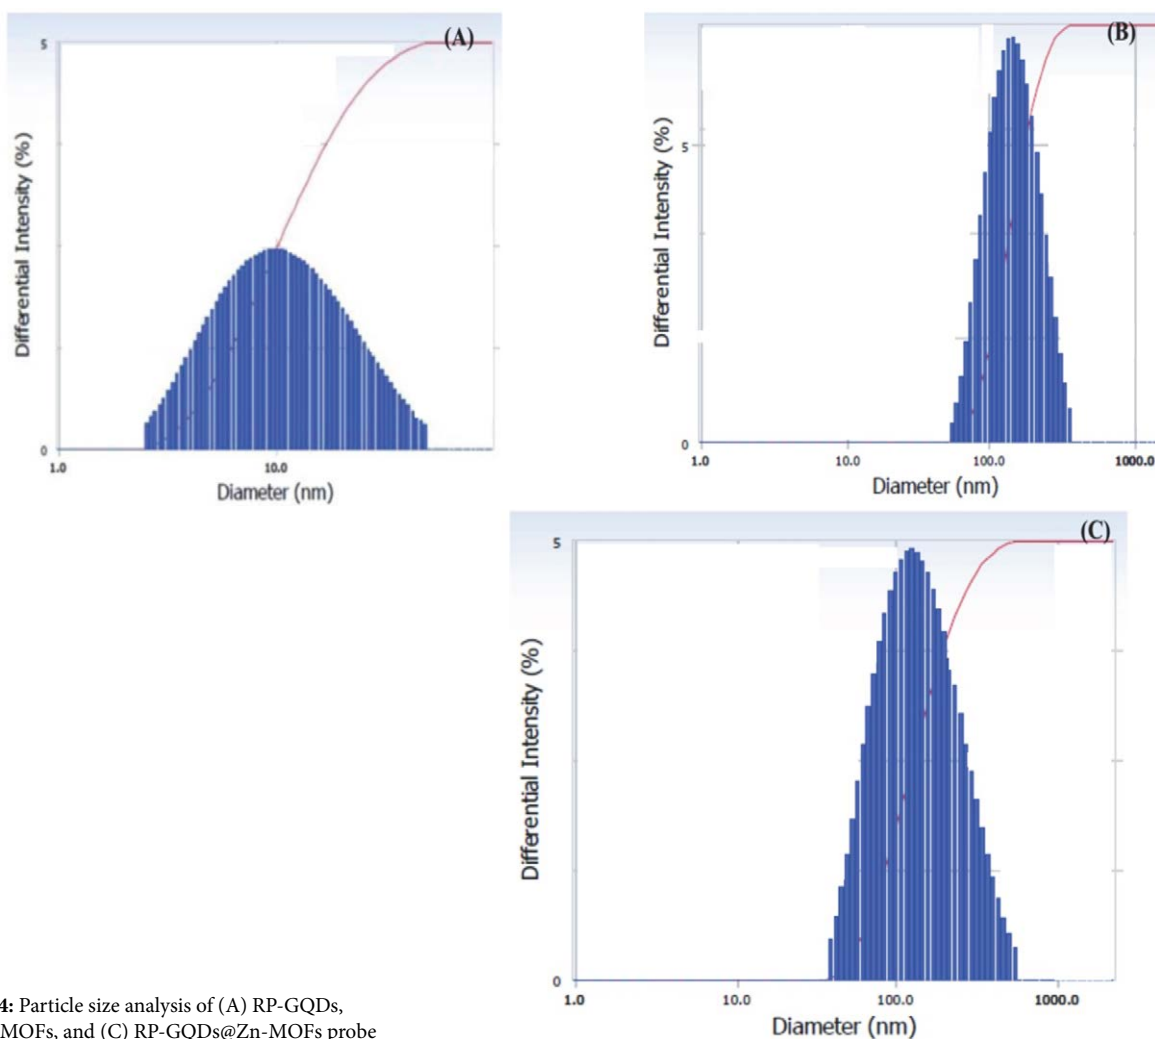 (A)
5
0
Differential Intensity (%)
1.0 10.0
Diameter (nm)
(B)
5
0
Differential Intensity (%)
1.0 10.0 100.0 1000.0
Diameter (nm)
(C)
5
0
Differential Intensity (%)
1.0 10.0 100.0 1000.0
Diameter (nm)
4: Particle size analysis of (A) RP-GQDs,
MOFs, and (C) RP-GQDs@Zn-MOFs probe